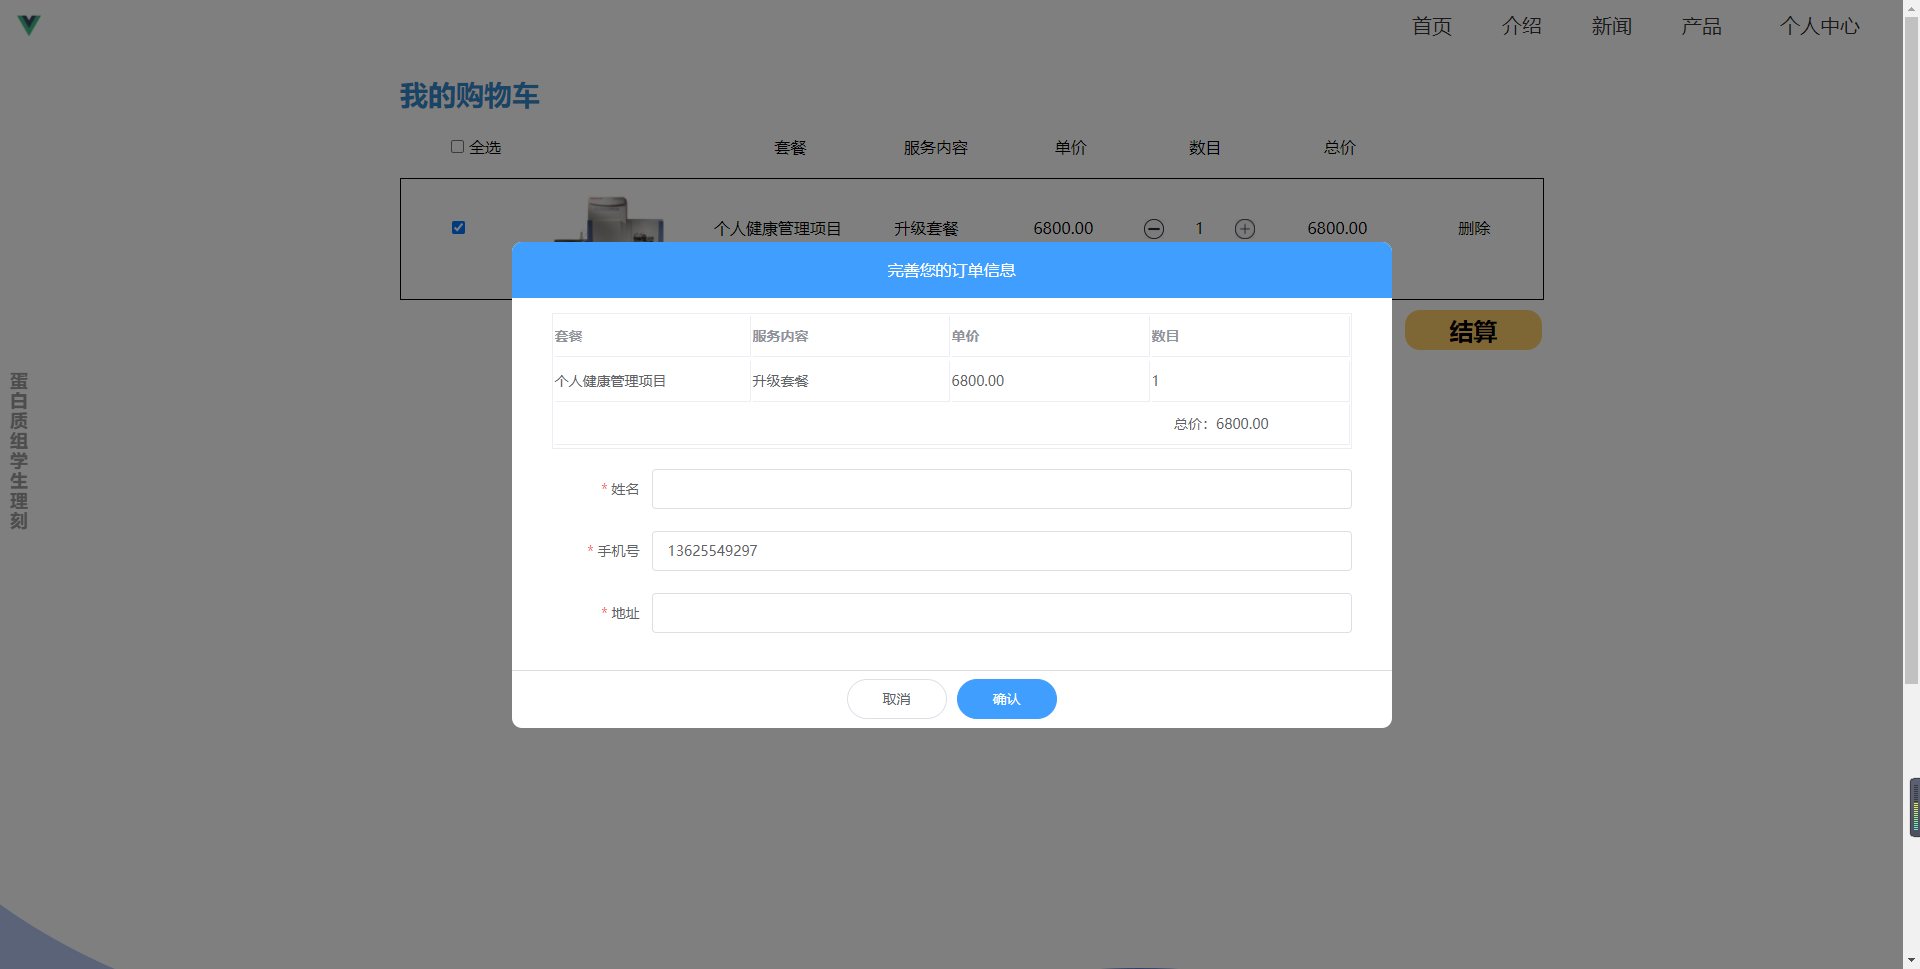 首页 介绍 新闻 产品 个人中心
我的购物车
全选 套餐 服务内容 单价 数目 总价
个人健康管理项目 升级套餐 6800.00 1 6800.00 删除
完善您的订单信息
套餐 服务内容 单价 数目
个人健康管理项目 升级套餐 6800.00 1
总价：6800.00
结算
* 姓名
* 手机号 13625549297
* 地址
取消 确认
蛋白质组学生理刻